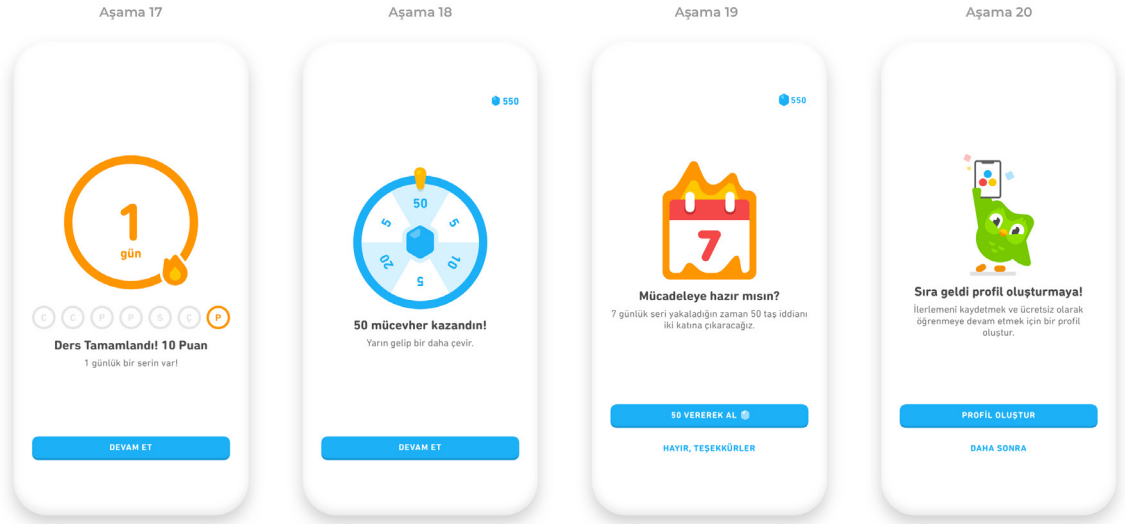 Aşama 17
1
gün
C C P P S Ç P
Ders Tamamlandı! 10 Puan
1 günlük bir serin var!
DEVAM ET
Aşama 18
550
50
5
10
5
20
5
50 mücevher kazandın!
Yarın gelip bir daha çevir.
DEVAM ET
Aşama 19
550
7
Mücadeleye hazır mısın?
7 günlük seri yakaladığın zaman 50 taş iddianı
iki katına çıkaracağız.
50 VEREREK AL
HAYIR, TEŞEKKÜRLER
Aşama 20
Sıra geldi profil oluşturmaya!
İlerlemeni kaydetmek ve ücretsiz olarak
öğrenmeye devam etmek için bir profil
oluştur.
PROFİL OLUŞTUR
DAHA SONRA